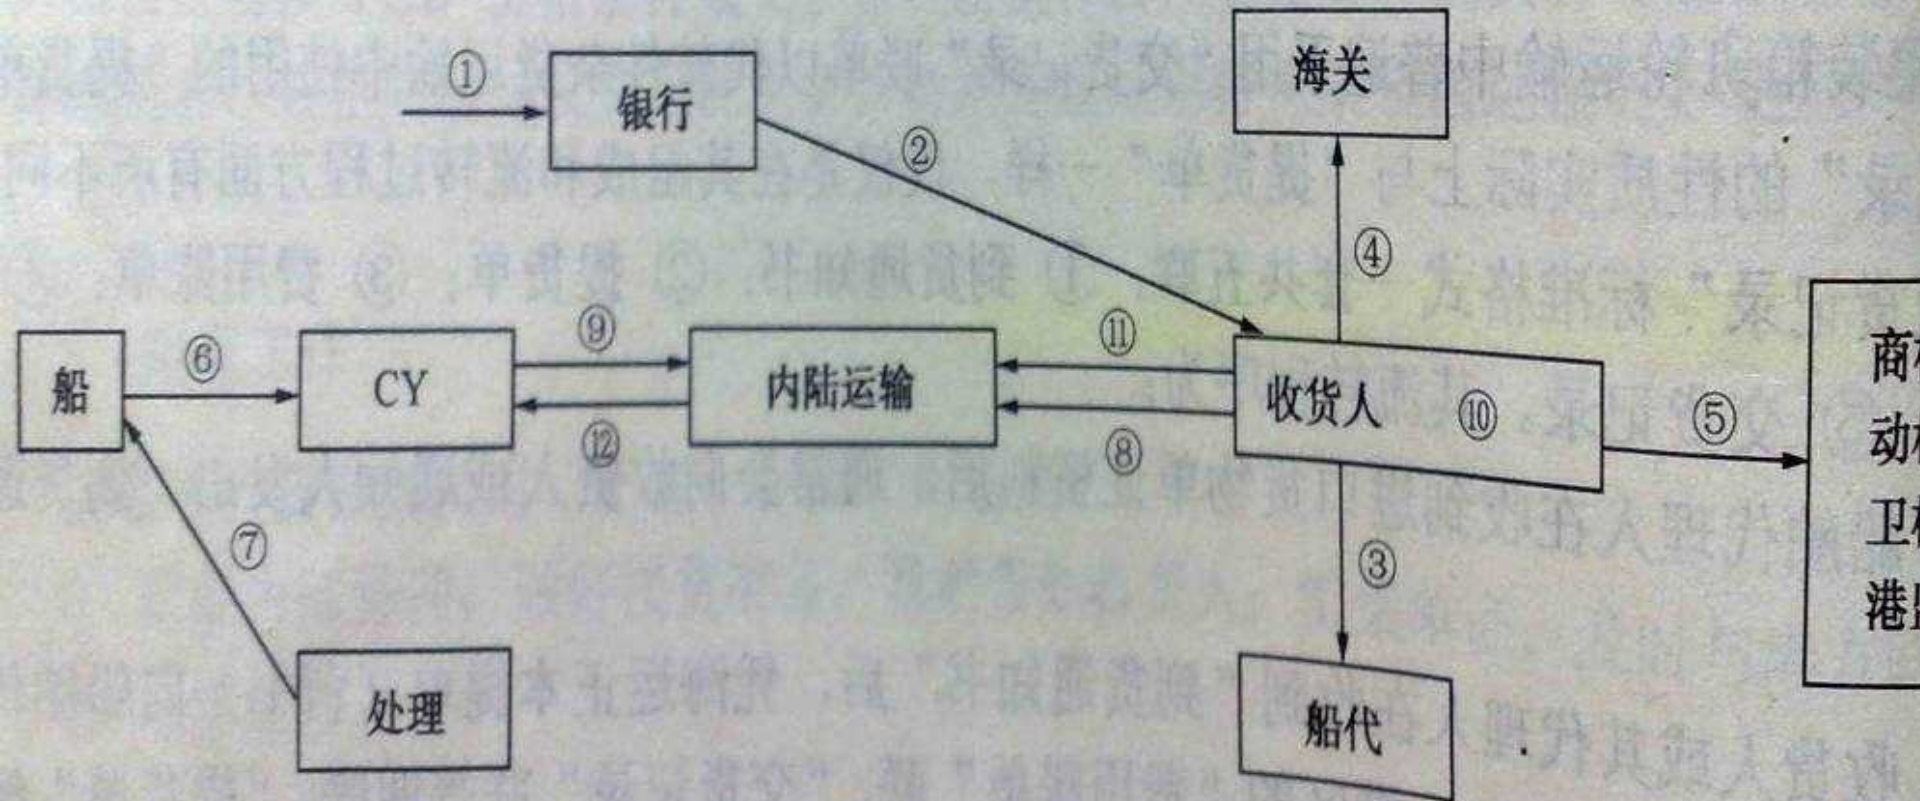 ①
银行
海关
②
④
船
⑥
CY
⑨
内陆运输
⑪
收货人
⑩
⑤
商
⑫
⑧
动
卫
⑦
③
港
处理
船代